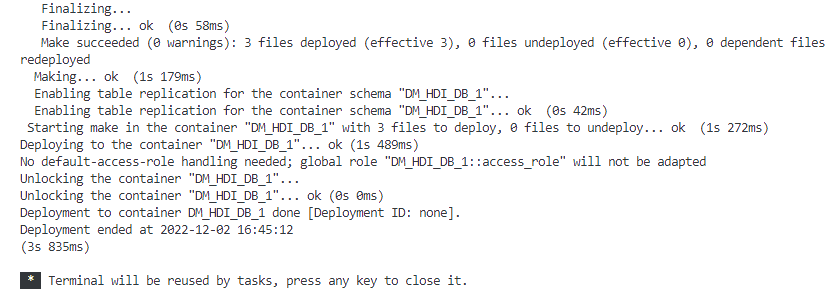 Finalizing...
Finalizing... ok  (0s 58ms)
Make succeeded (0 warnings): 3 files deployed (effective 3), 0 files undeployed (effective 0), 0 dependent files
redeployed
Making... ok  (1s 179ms)
Enabling table replication for the container schema "DM_HDI_DB_1"...
Enabling table replication for the container schema "DM_HDI_DB_1"... ok  (0s 42ms)
Starting make in the container "DM_HDI_DB_1" with 3 files to deploy, 0 files to undeploy... ok  (1s 272ms)
Deploying to the container "DM_HDI_DB_1"... ok (1s 489ms)
No default-access-role handling needed; global role "DM_HDI_DB_1::access_role" will not be adapted
Unlocking the container "DM_HDI_DB_1"...
Unlocking the container "DM_HDI_DB_1"... ok (0s 0ms)
Deployment to container DM_HDI_DB_1 done [Deployment ID: none].
Deployment ended at 2022-12-02 16:45:12
(3s 835ms)
* Terminal will be reused by tasks, press any key to close it.